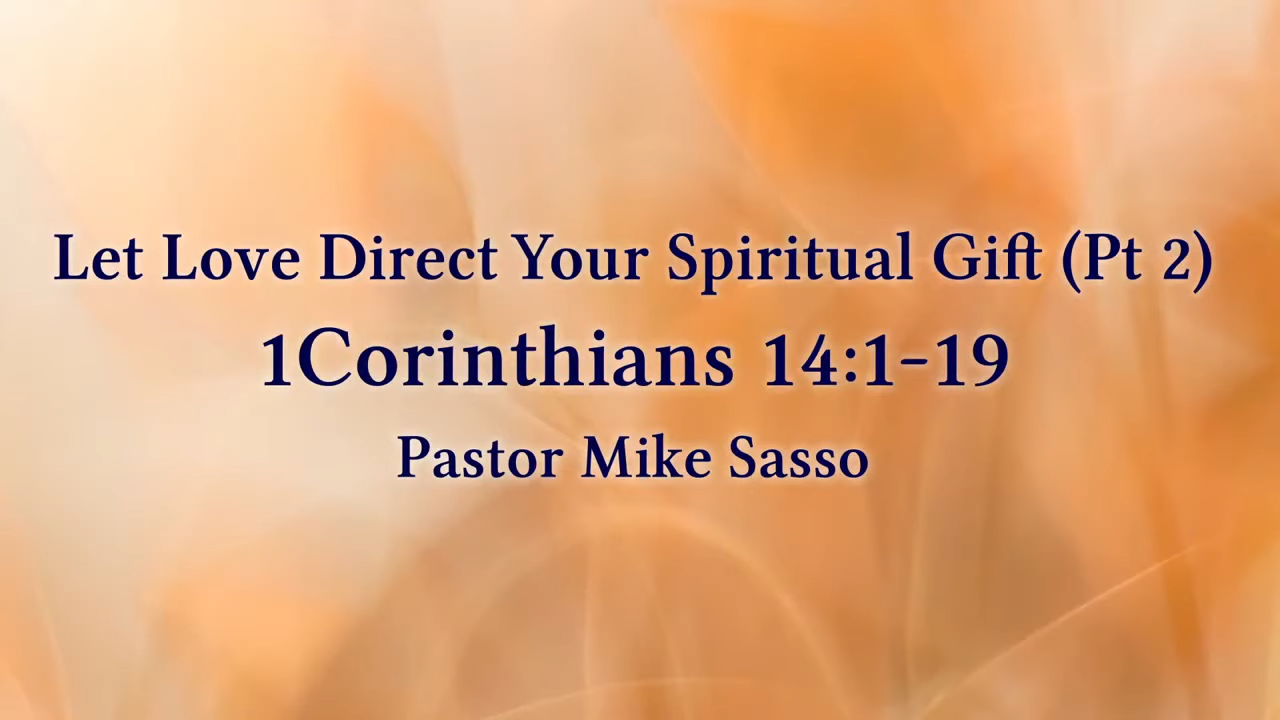 Let Love Direct Your Spiritual Gift (Pt 2)
1Corinthians 14:1-19
Pastor Mike Sasso